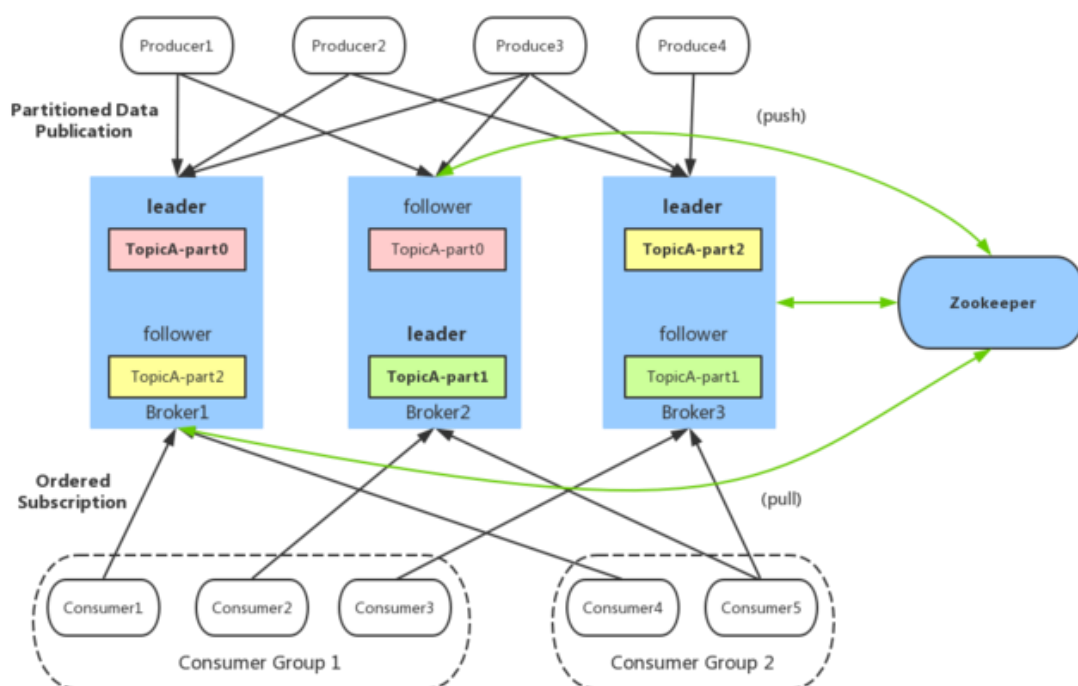 Producer1
Producer2
Produce3
Produce4
Partitioned Data
Publication
(push)
leader
TopicA-part0
follower
TopicA-part2
Broker1
follower
TopicA-part0
leader
TopicA-part1
Broker2
leader
TopicA-part2
follower
TopicA-part1
Broker3
Zookeeper
Ordered
Subscription
(pull)
Consumer1
Consumer2
Consumer3
Consumer Group 1
Consumer4
Consumer5
Consumer Group 2